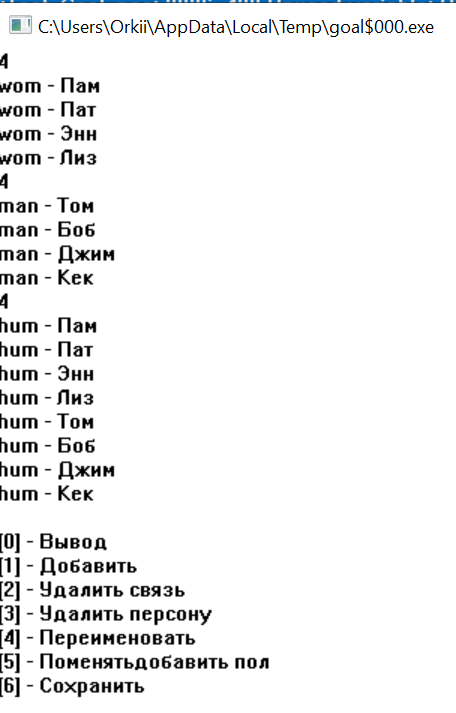 C:\Users\Orkii\AppData\Local\Temp\goal$000.exe
4
wom - Пам
wom - Пат
wom - Энн
wom - Лиз
4
man - Том
man - Боб
man - Джим
man - Кек
4
hum - Пам
hum - Пат
hum - Энн
hum - Лиз
hum - Том
hum - Боб
hum - Джим
hum - Кек
[0] - Вывод
[1] - Добавить
[2] - Удалить связь
[3] - Удалить персону
[4] - Переименовать
[5] - Поменятьдобавить пол
[6] - Сохранить